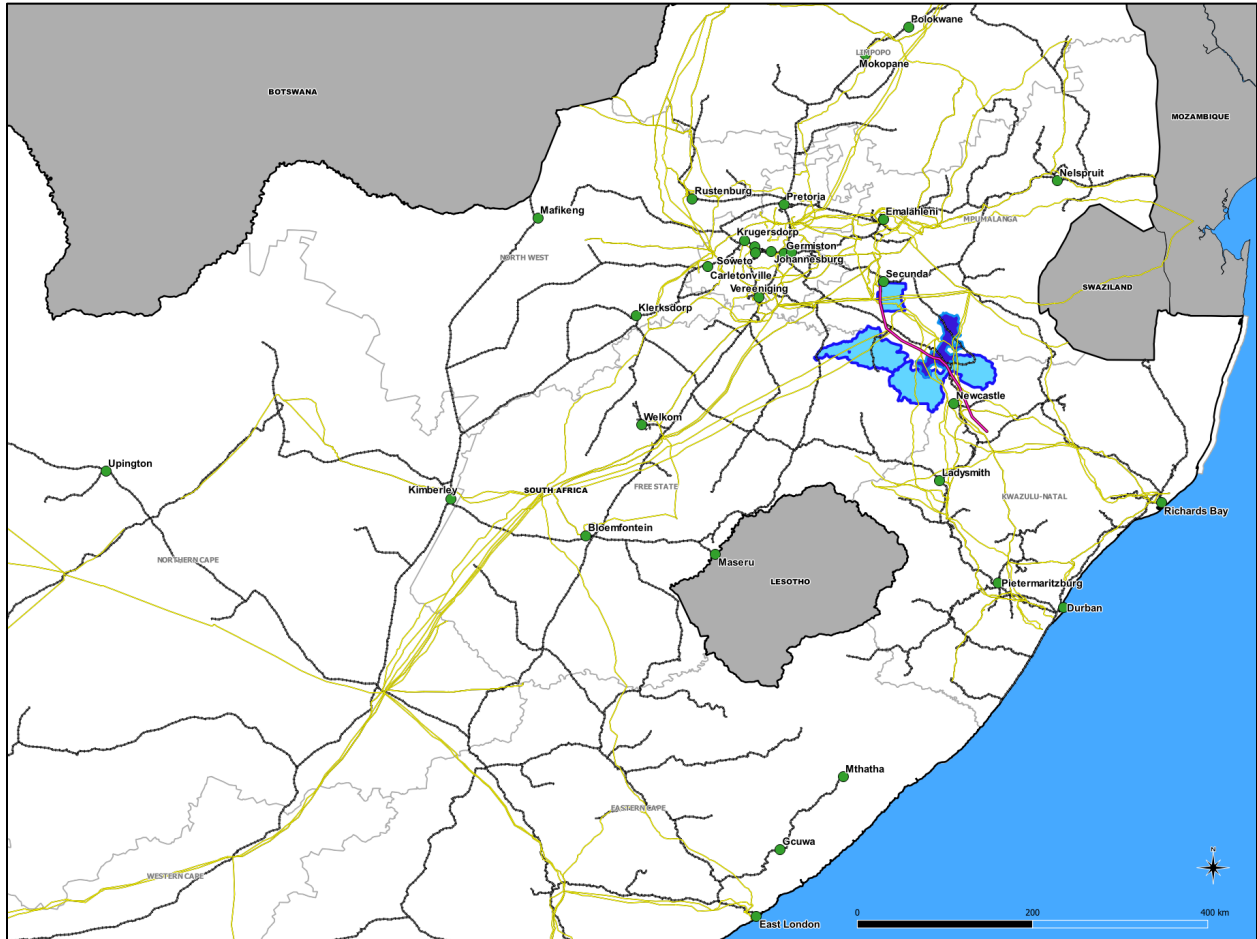 Polokwane
LIMPOPO
Mokopane
BOTSWANA
MOZAMBIQUE
Nelspruit
Rustenburg
Pretoria
Mafikeng
Emalahleni
MPUMALANGA
Krugersdorp
Germiston
NORTH WEST
Soweto
Johannesburg
Carletonville
Secunda
SWAZILAND
Vereeniging
Klerksdorp
Newcastle
Welkom
Upington
Ladysmith
Kimberley
SOUTH AFRICA
FREE STATE
KWAZULU-NATAL
Richards Bay
Bloemfontein
NORTHERN CAPE
Maseru
LESOTHO
Pietermaritzburg
Durban
Mthatha
EASTERN CAPE
Gcuwa
N
WESTERN CAPE
East London
0 200 400 km